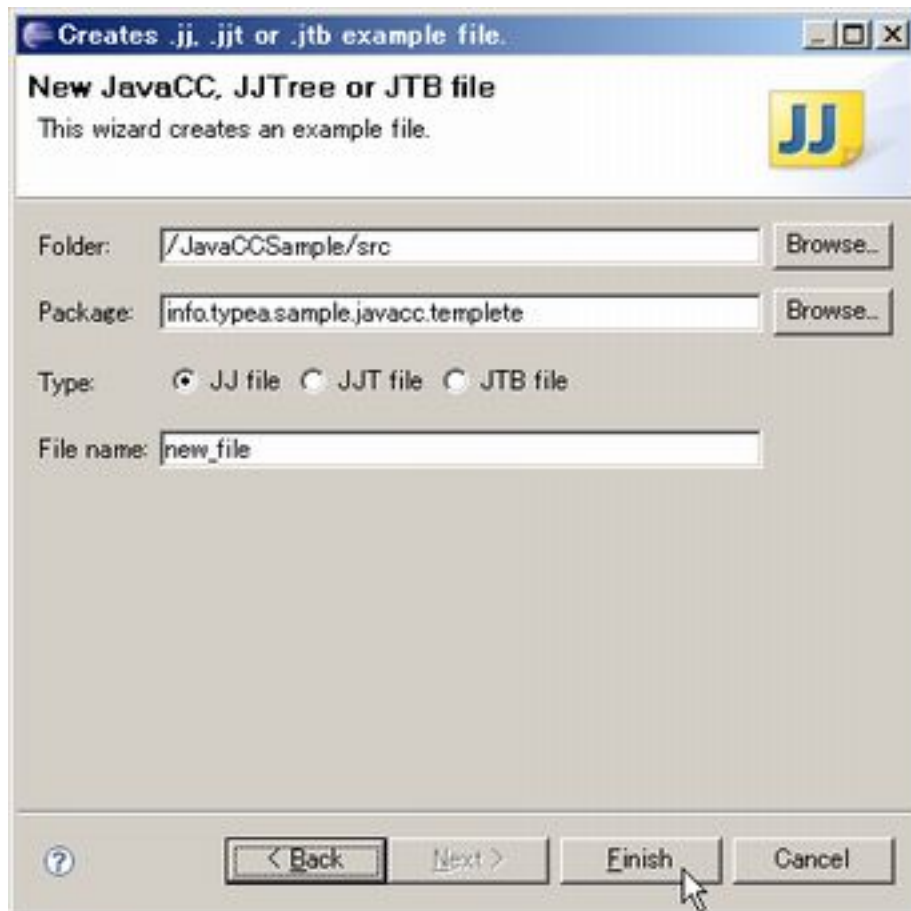 Creates .jj, .jjt or .jtb example file.
New JavaCC, JJTree or JTB file
This wizard creates an example file.
JJ
Folder: /JavaCCSample/src Browse...
Package: info.typea.sample.javacc.templete Browse...
Type: JJ file JJT file JTB file
File name: new_file
? < Back Next > Finish Cancel